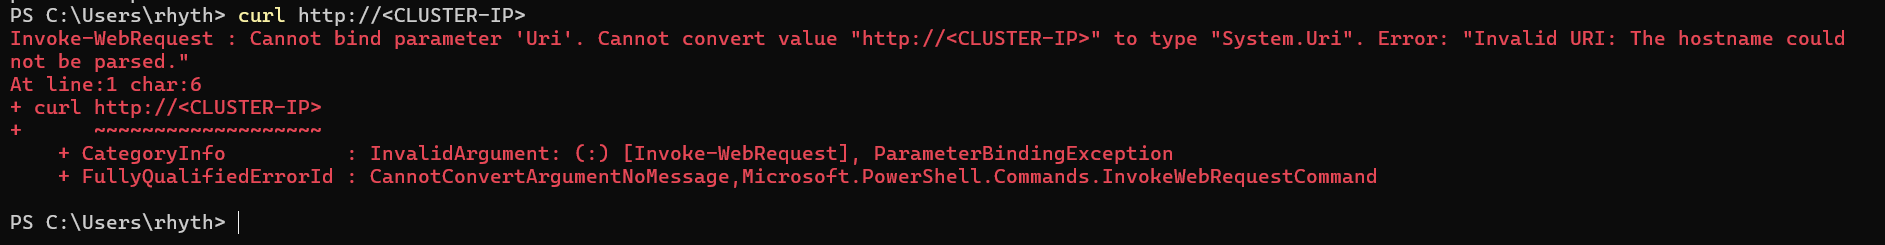 PS C:\Users\rhyth> curl http://<CLUSTER-IP>
Invoke-WebRequest : Cannot bind parameter 'Uri'. Cannot convert value "http://<CLUSTER-IP>" to type "System.Uri". Error: "Invalid URI: The hostname could
not be parsed."
At line:1 char:6
+ curl http://<CLUSTER-IP>
+      ~~~~~~~~~~~~~~~~~~~
    + CategoryInfo          : InvalidArgument: (:) [Invoke-WebRequest], ParameterBindingException
    + FullyQualifiedErrorId : CannotConvertArgumentNoMessage,Microsoft.PowerShell.Commands.InvokeWebRequestCommand
PS C:\Users\rhyth>